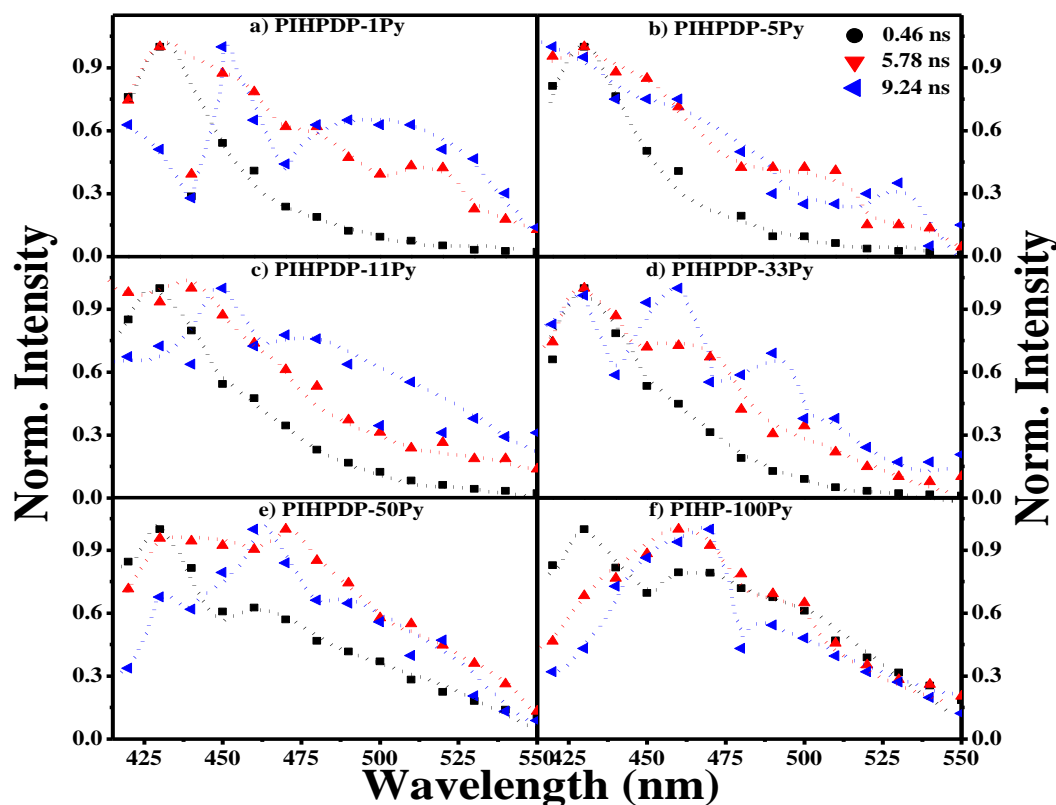 a) PIHPDP-1Py
b) PIHPDP-5Py
0.46 ns
5.78 ns
9.24 ns
1.0
0.9
0.9
0.6
0.6
0.3
0.3
0.0
0.0
c) PIHPDP-11Py
d) PIHPDP-33Py
0.9
0.9
0.6
0.6
0.3
0.3
0.0
0.0
e) PIHPDP-50Py
f) PIHP-100Py
0.9
0.9
0.6
0.6
0.3
0.3
0.0
0.0
425 450 475 500 525 550
425 450 475 500 525 550
Norm. Intensity
Norm. Intensity
Wavelength (nm)